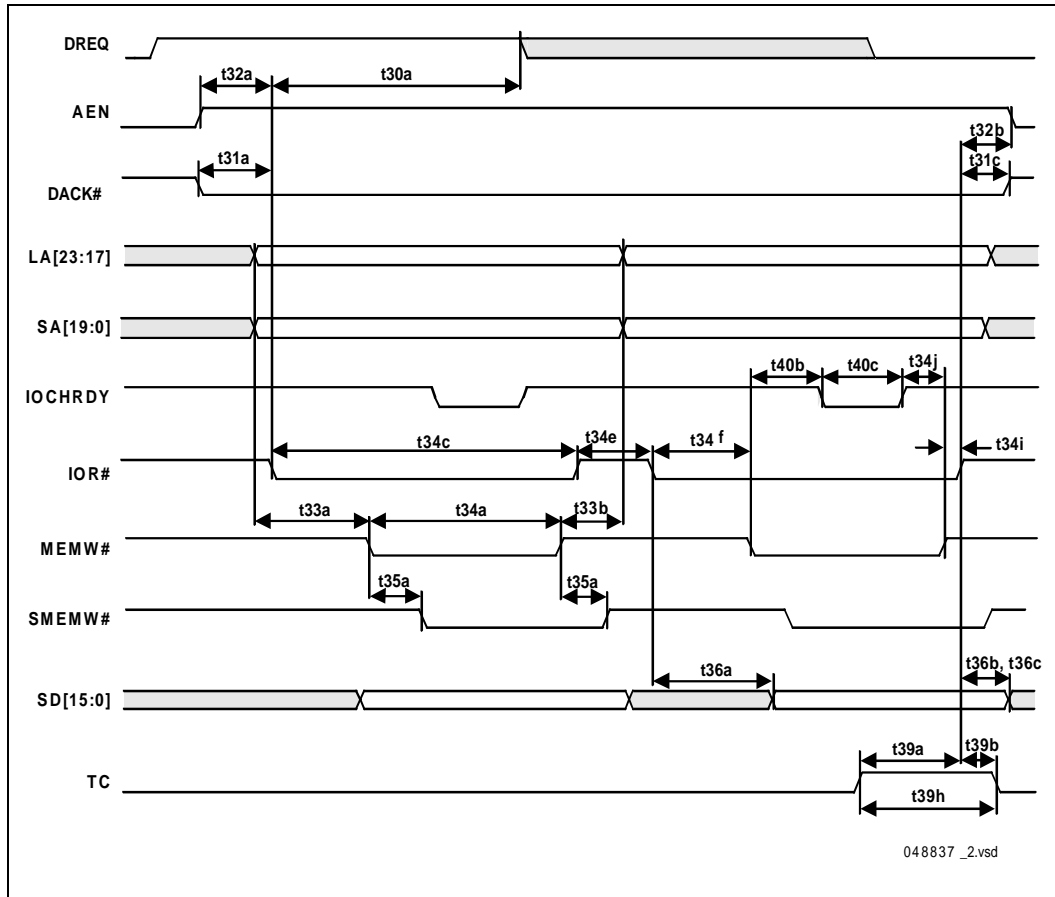 DREQ
t32a
t30a
AEN
t32b
t31a
t31c
DACK#
LA[23:17]
SA[19:0]
t40b
t40c
t34j
IOCHRDY
t34c
t34e
t34 f
t34i
IOR#
t33a
t34a
t33b
MEMW#
t35a
t35a
SMEMW#
t36a
t36b, t36c
SD[15:0]
t39a
t39b
TC
t39h
048837 _2.vsd